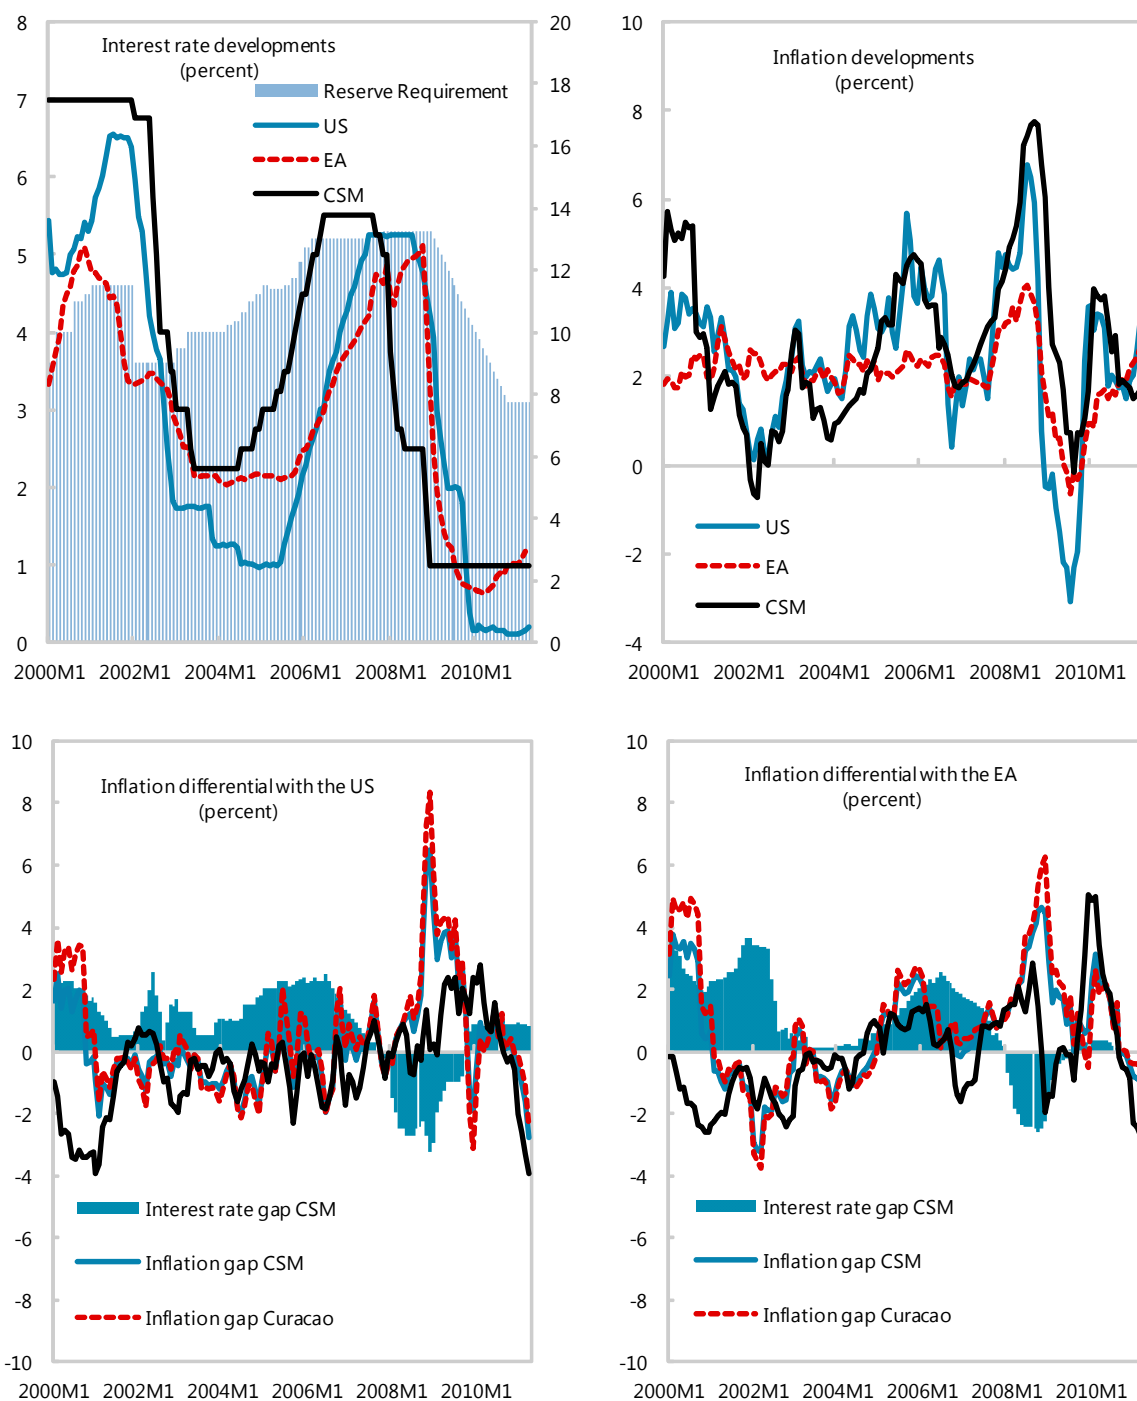 Interest rate developments
(percent)
Reserve Requirement
US
EA
CSM
8
7
6
5
4
3
2
1
0
20
18
16
14
12
10
8
6
4
2
0
2000M1 2002M1 2004M1 2006M1 2008M1 2010M1
Inflation developments
(percent)
10
8
6
4
2
0
-2
-4
US
EA
CSM
2000M1 2002M1 2004M1 2006M1 2008M1 2010M1
Inflation differential with the US
(percent)
10
8
6
4
2
0
-2
-4
-6
-8
-10
Interest rate gap CSM
Inflation gap CSM
Inflation gap Curacao
2000M1 2002M1 2004M1 2006M1 2008M1 2010M1
Inflation differential with the EA
(percent)
10
8
6
4
2
0
-2
-4
-6
-8
-10
Interest rate gap CSM
Inflation gap CSM
Inflation gap Curacao
2000M1 2002M1 2004M1 2006M1 2008M1 2010M1